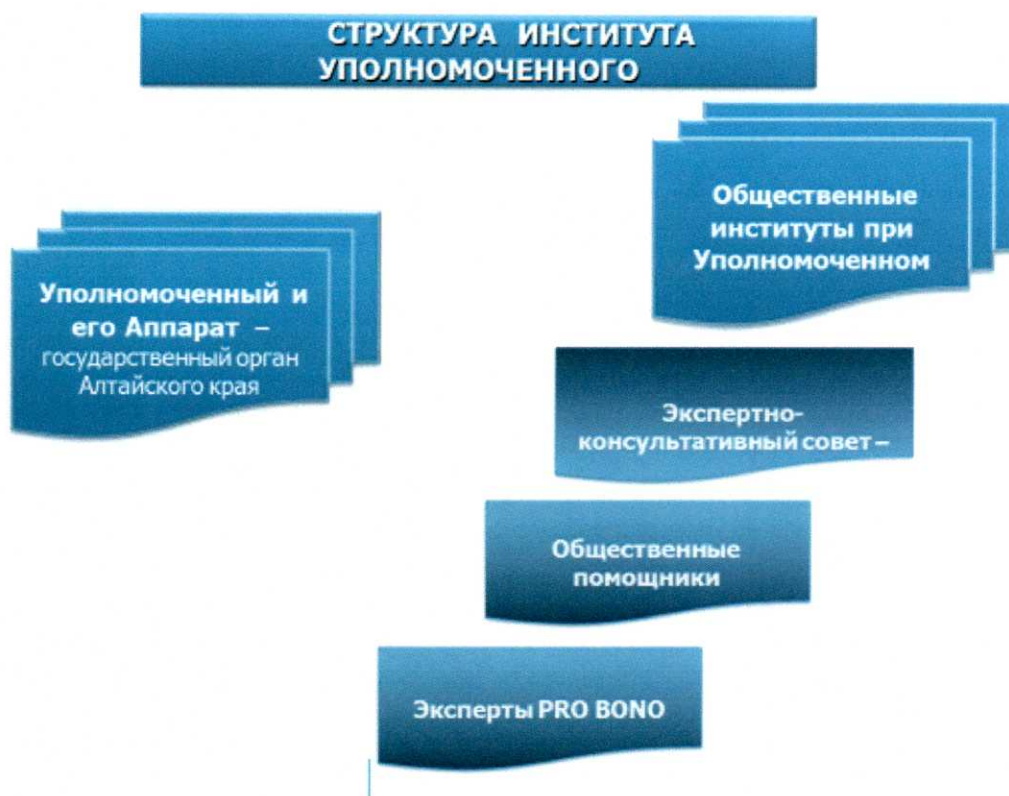 СТРУКТУРА ИНСТИТУТА
УПОЛНОМОЧЕННОГО
Общественные
институты при
Уполномоченном
Уполномоченный и
его Аппарат –
государственный орган
Алтайского края
Экспертно-
консультативный совет –
Общественные
помощники
Эксперты PRO BONO